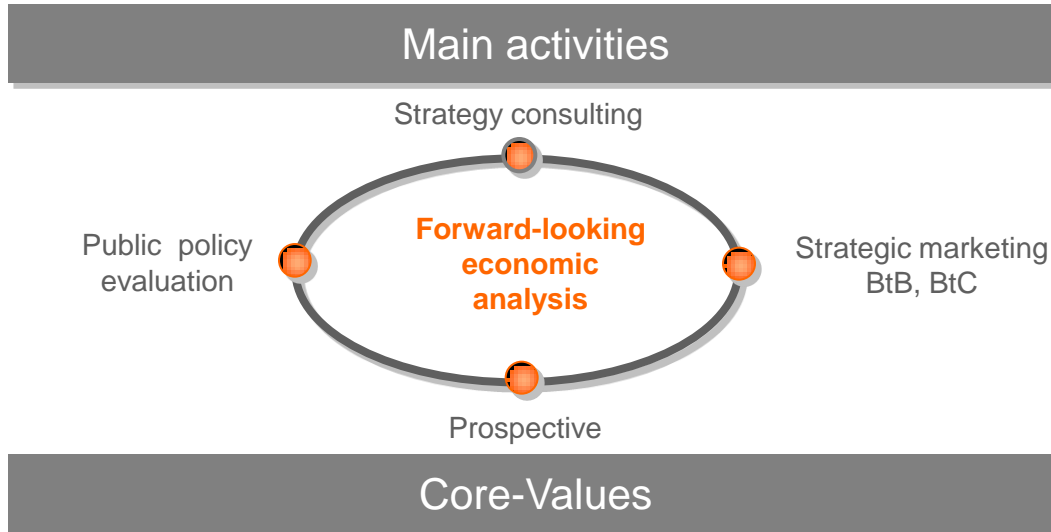 Main activities
Strategy consulting
Public policy
evaluation
Forward-looking
economic
analysis
Strategic marketing
BtB, BtC
Prospective
Core-Values